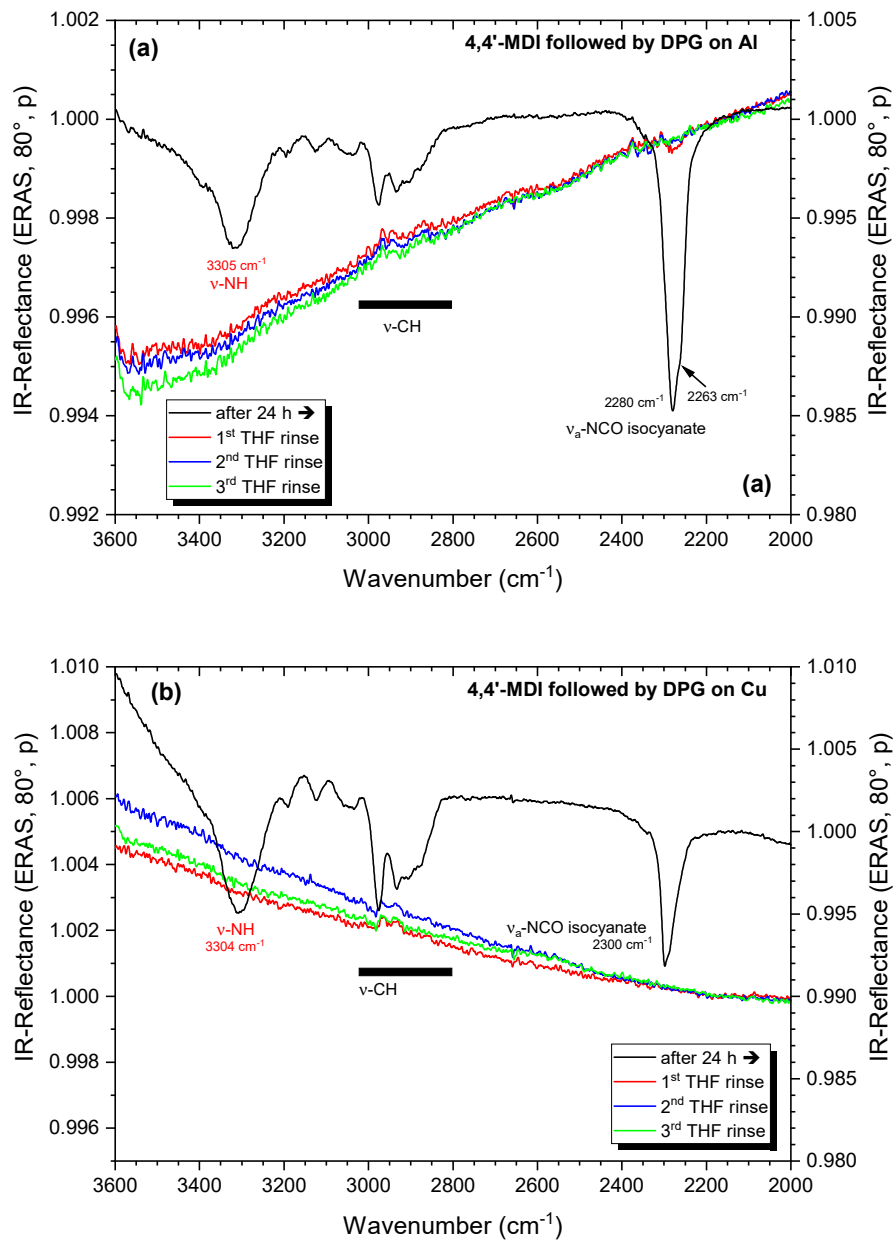 (a)
4,4'-MDI followed by DPG on Al
1.002
1.000
0.998
0.996
0.994
0.992
IR-Reflectance (ERAS, 80°, p)
1.005
1.000
0.995
0.990
0.985
0.980
IR-Reflectance (ERAS, 80°, p)
3305 cm⁻¹
ν-NH
ν-CH
2280 cm⁻¹
2263 cm⁻¹
νₐ-NCO isocyanate
after 24 h ➔
1ˢᵗ THF rinse
2ⁿᵈ THF rinse
3ʳᵈ THF rinse
(a)
3600 3400 3200 3000 2800 2600 2400 2200 2000
Wavenumber (cm⁻¹)
(b)
4,4'-MDI followed by DPG on Cu
1.010
1.008
1.006
1.004
1.002
1.000
0.998
0.996
IR-Reflectance (ERAS, 80°, p)
1.010
1.005
1.000
0.995
0.990
0.985
0.980
IR-Reflectance (ERAS, 80°, p)
ν-NH
3304 cm⁻¹
νₐ-NCO isocyanate
2300 cm⁻¹
ν-CH
after 24 h ➔
1ˢᵗ THF rinse
2ⁿᵈ THF rinse
3ʳᵈ THF rinse
3600 3400 3200 3000 2800 2600 2400 2200 2000
Wavenumber (cm⁻¹)